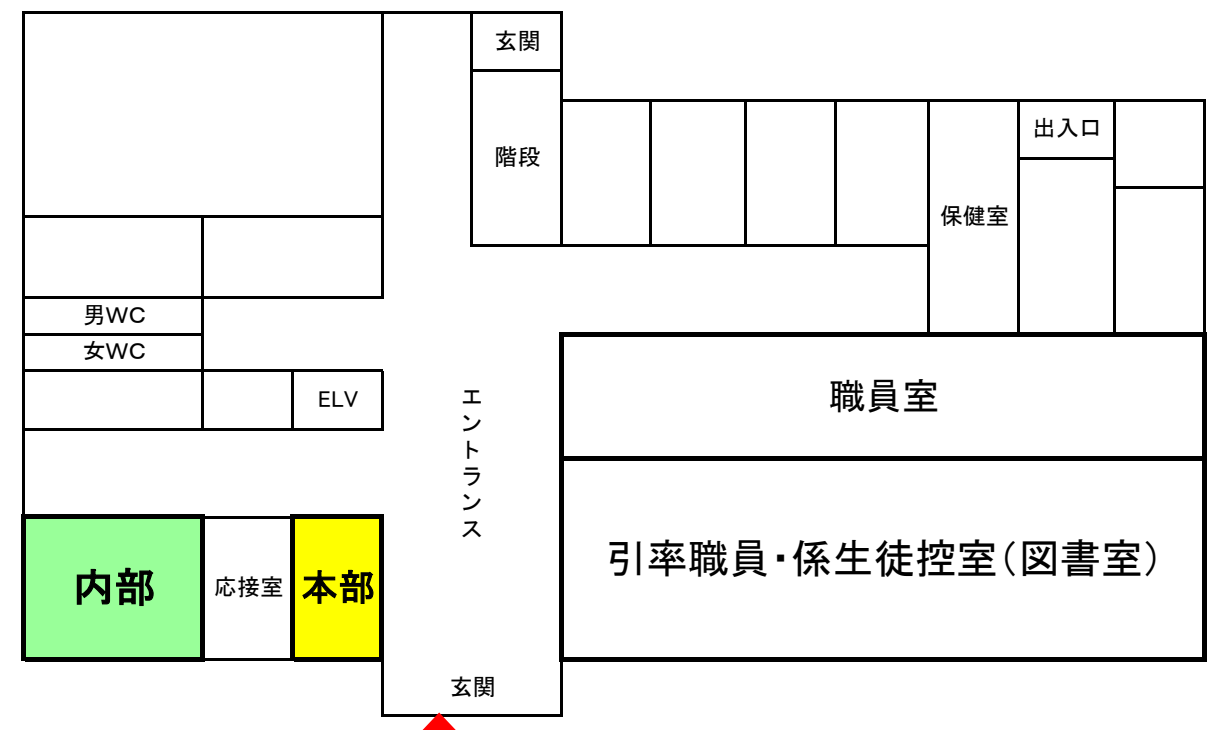 玄関
階段
出入口
保健室
男WC
女WC
ELV
エントランス
職員室
引率職員・係生徒控室（図書室）
内部
応接室
本部
玄関